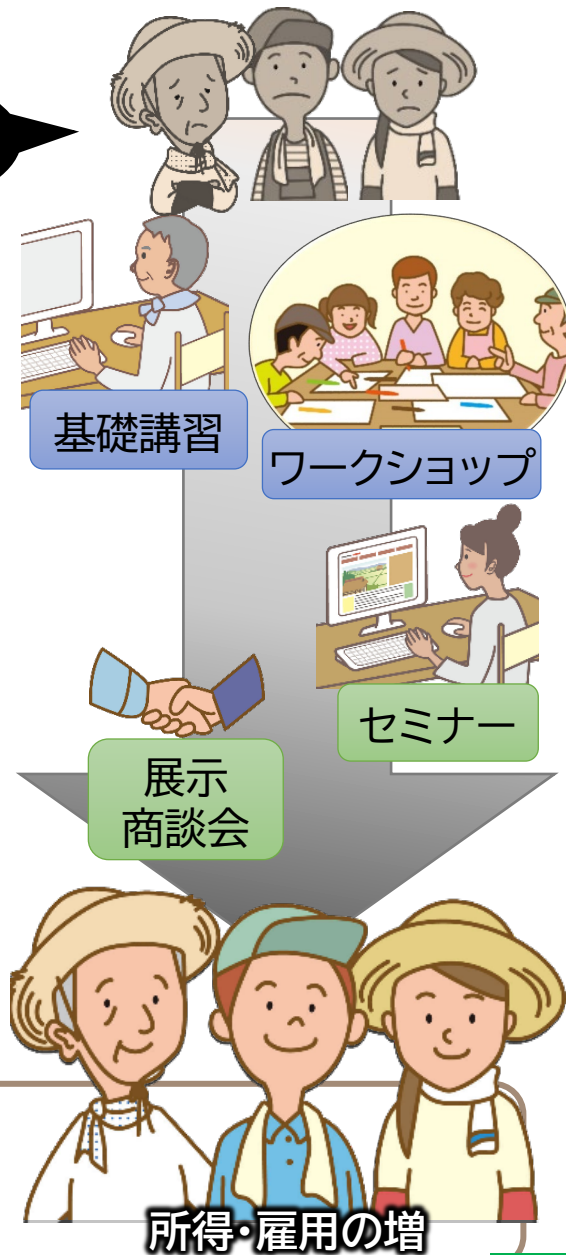 基礎講習
ワークショップ
セミナー
展示
商談会
所得・雇用の増